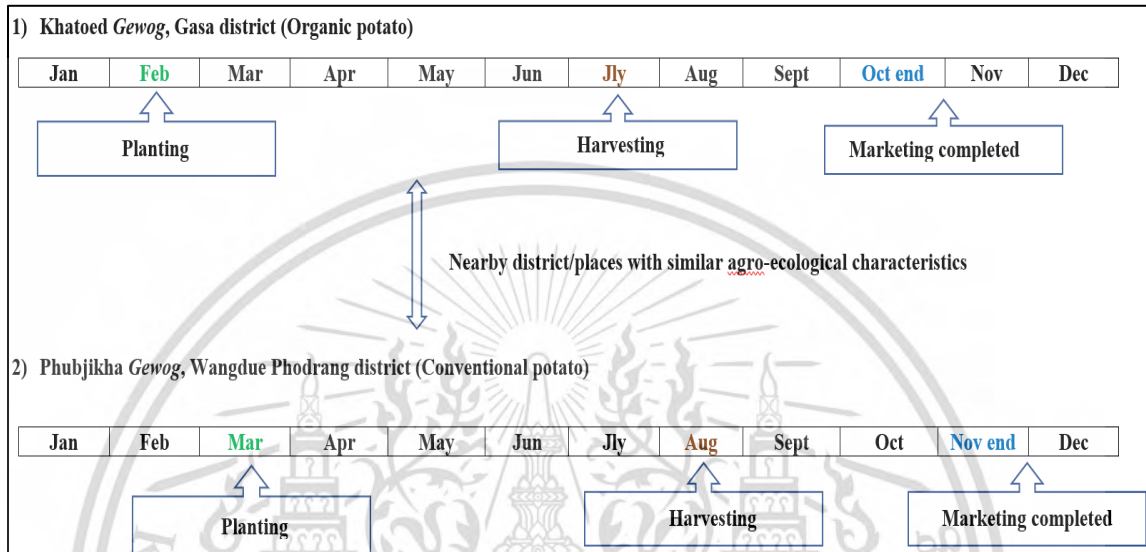 1) Khatoed Gewog, Gasa district (Organic potato)
Jan Feb Mar Apr May Jun Jly Aug Sept Oct end Nov Dec
Planting Harvesting Marketing completed
Nearby district/places with similar agro-ecological characteristics
2) Phubjikha Gewog, Wangdue Phodrang district (Conventional potato)
Jan Feb Mar Apr May Jun Jly Aug Sept Oct Nov end Dec
Planting Harvesting Marketing completed